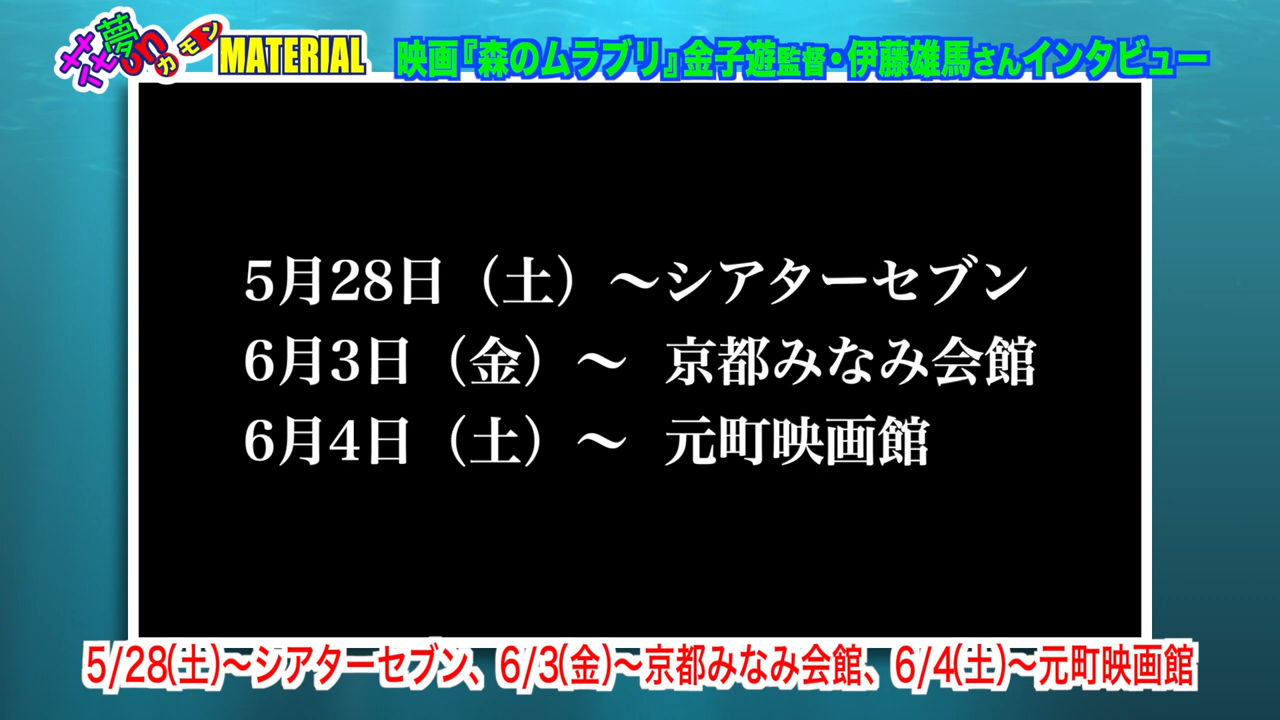 MATERIAL
映画『森のムラブリ』金子遊監督・伊藤雄馬さんインタビュー
5月28日（土）～シアターセブン
6月3日（金）～ 京都みなみ会館
6月4日（土）～ 元町映画館
5/28(土)～シアターセブン、6/3(金)～京都みなみ会館、6/4(土)～元町映画館